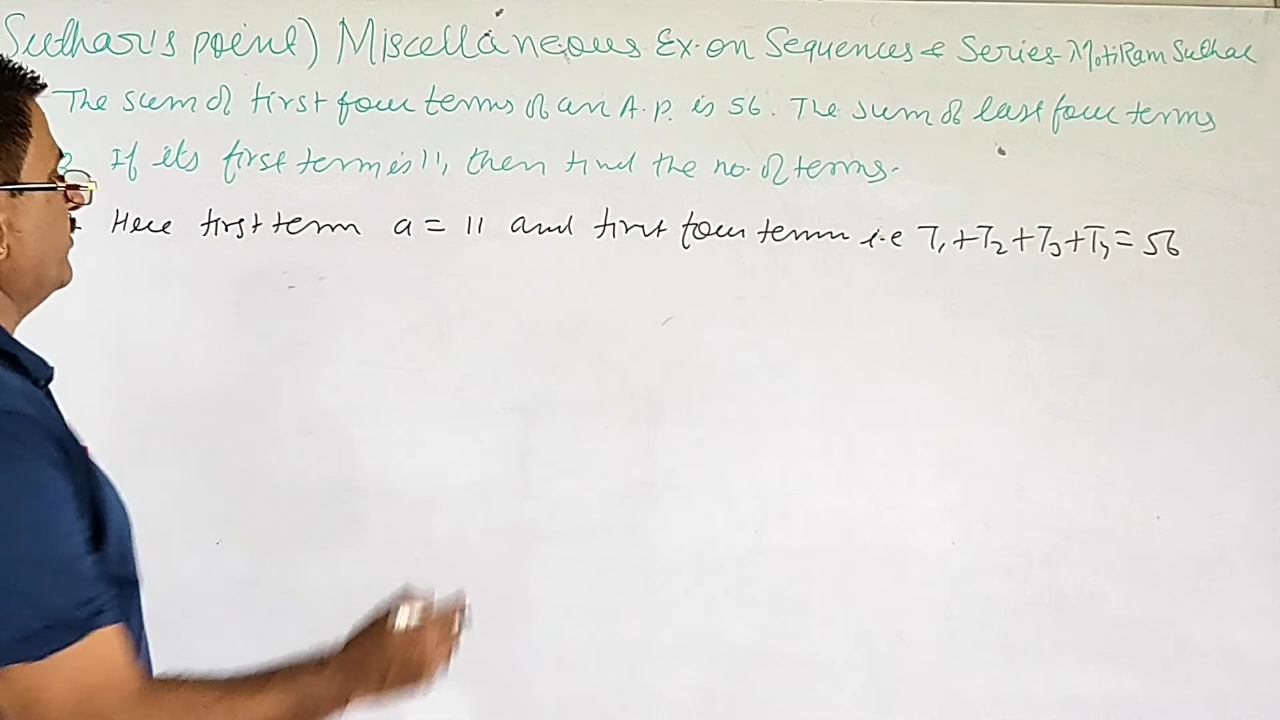 Suthar's point) Miscellaneous Ex. on Sequences & Series - MotiRam Suthar
The sum of first four terms of an A.P. is 56. The sum of last four terms
If its first term is 11, then find the no. of terms.
Here first term a = 11 and first four term i.e T₁+T₂+T₃+T₄ = 56